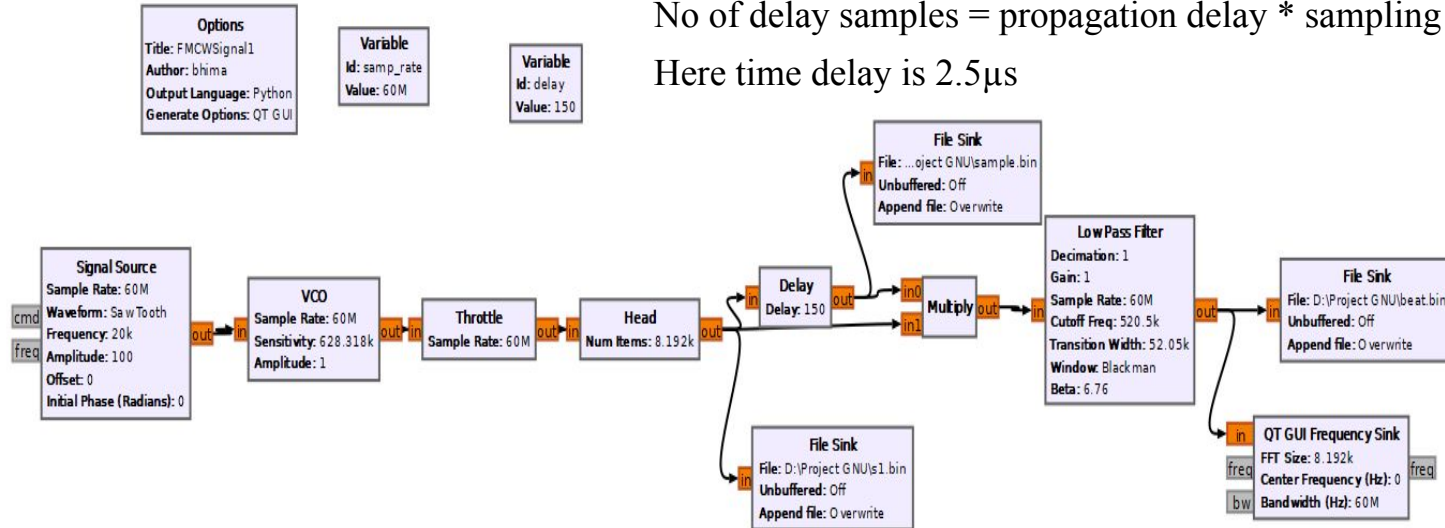 No of delay samples = propagation delay * sampling
Here time delay is 2.5µs
Options
Title: FMCWSignal1
Author: bhima
Output Language: Python
Generate Options: QT GUI
Variable
Id: samp_rate
Value: 60M
Variable
Id: delay
Value: 150
File Sink
File: ...oject GNU\sample.bin
Unbuffered: Off
Append file: Overwrite
in
Signal Source
Sample Rate: 60M
Waveform: Saw Tooth
Frequency: 20k
Amplitude: 100
Offset: 0
Initial Phase (Radians): 0
cmd
freq
out
in
VCO
Sample Rate: 60M
Sensitivity: 628.318k
Amplitude: 1
out
in
Throttle
Sample Rate: 60M
out
in
Head
Num Items: 8.192k
out
in
Delay
Delay: 150
out
in0
in1
Multiply
out
in
Low Pass Filter
Decimation: 1
Gain: 1
Sample Rate: 60M
Cutoff Freq: 520.5k
Transition Width: 52.05k
Window: Blackman
Beta: 6.76
out
in
File Sink
File: D:\Project GNU\beat.bin
Unbuffered: Off
Append file: Overwrite
in
File Sink
File: D:\Project GNU\s1.bin
Unbuffered: Off
Append file: Overwrite
in
freq
bw
QT GUI Frequency Sink
FFT Size: 8.192k
Center Frequency (Hz): 0
Bandwidth (Hz): 60M
freq